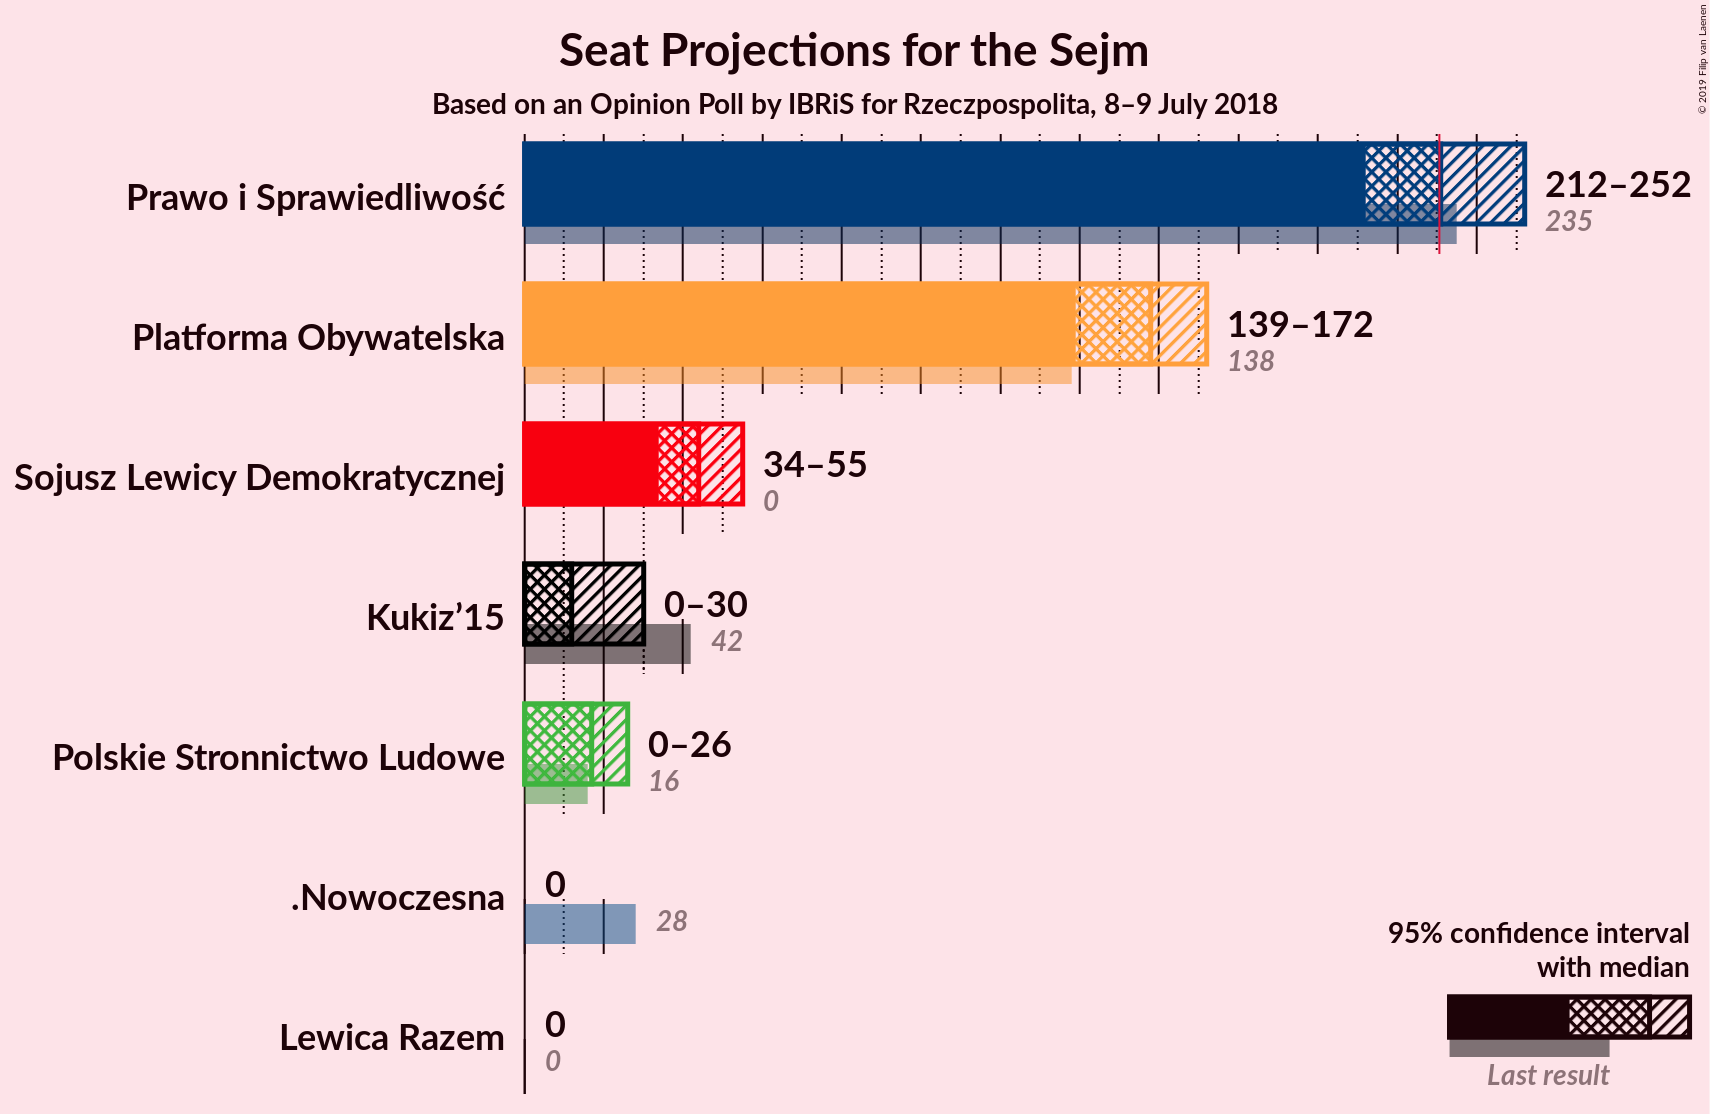 Seat Projections for the Sejm
Based on an Opinion Poll by IBRiS for Rzeczpospolita, 8–9 July 2018
© 2019 Filip van Laenen
Prawo i Sprawiedliwość
212–252
235
Platforma Obywatelska
139–172
138
Sojusz Lewicy Demokratycznej
34–55
0
Kukiz’15
0–30
42
Polskie Stronnictwo Ludowe
0–26
16
.Nowoczesna
0
28
Lewica Razem
0
0
95% confidence interval
with median
Last result